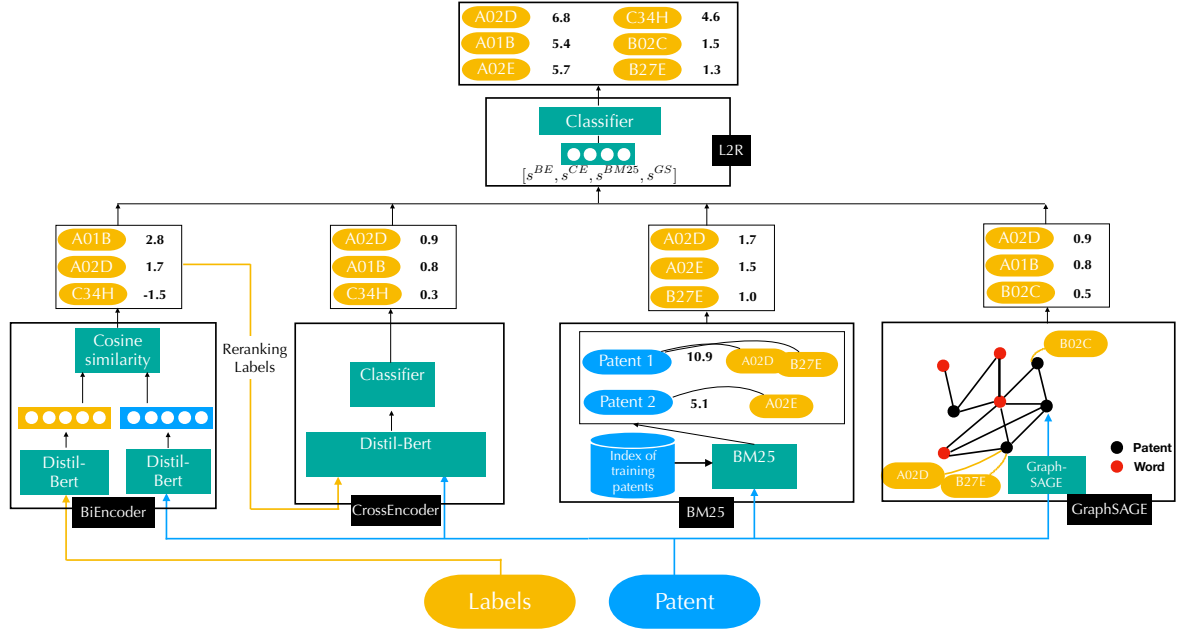 A02D 6.8 C34H 4.6
A01B 5.4 B02C 1.5
A02E 5.7 B27E 1.3
Classifier
L2R
[s^{BE}, s^{CE}, s^{BM25}, s^{GS}]
A01B 2.8
A02D 1.7
C34H -1.5
A02D 0.9
A01B 0.8
C34H 0.3
A02D 1.7
A02E 1.5
B27E 1.0
A02D 0.9
A01B 0.8
B02C 0.5
Cosine
similarity
Distil-
Bert
Distil-
Bert
BiEncoder
Reranking
Labels
Classifier
Distil-Bert
CrossEncoder
Patent 1 10.9 A02D
B27E
Patent 2 5.1 A02E
Index of
training
patents
BM25
BM25
B02C
A02D
B27E
Graph-
SAGE
Patent
Word
GraphSAGE
Labels
Patent